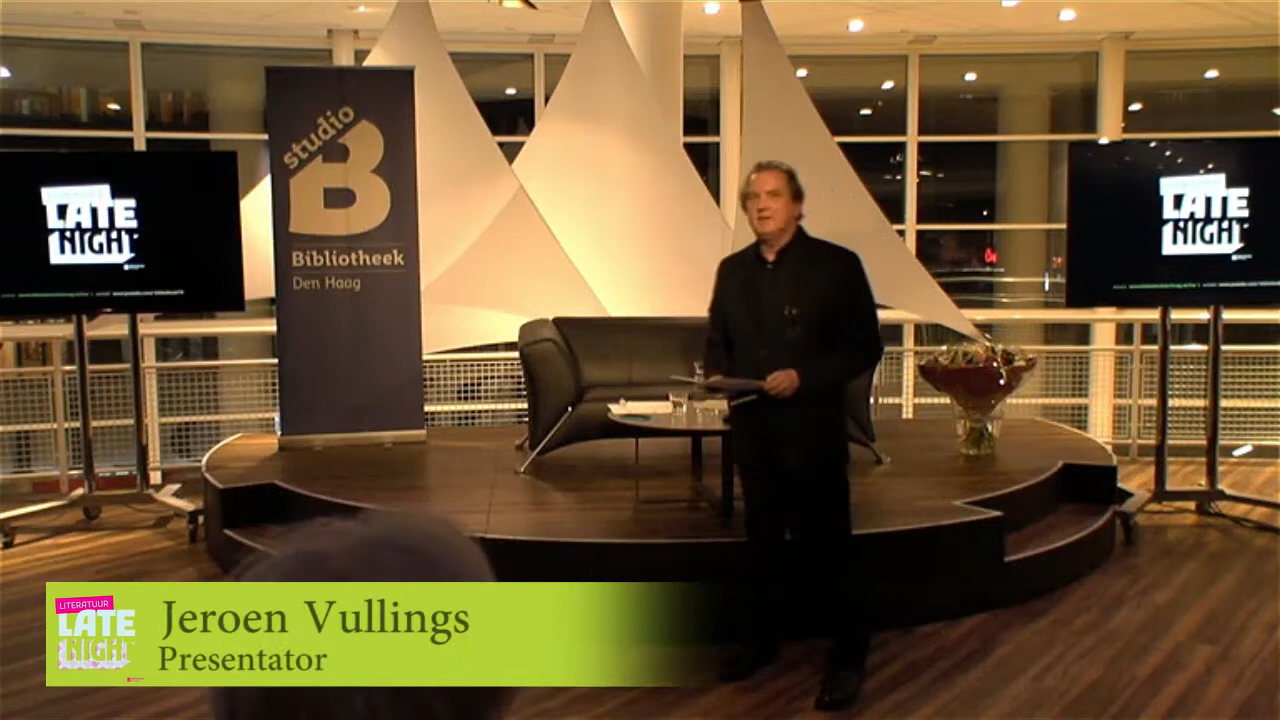 studio
B
Bibliotheek
Den Haag
LATE
NIGHT
LATE
NIGHT
LITERATUUR
LATE
NIGHT
Jeroen Vullings
Presentator